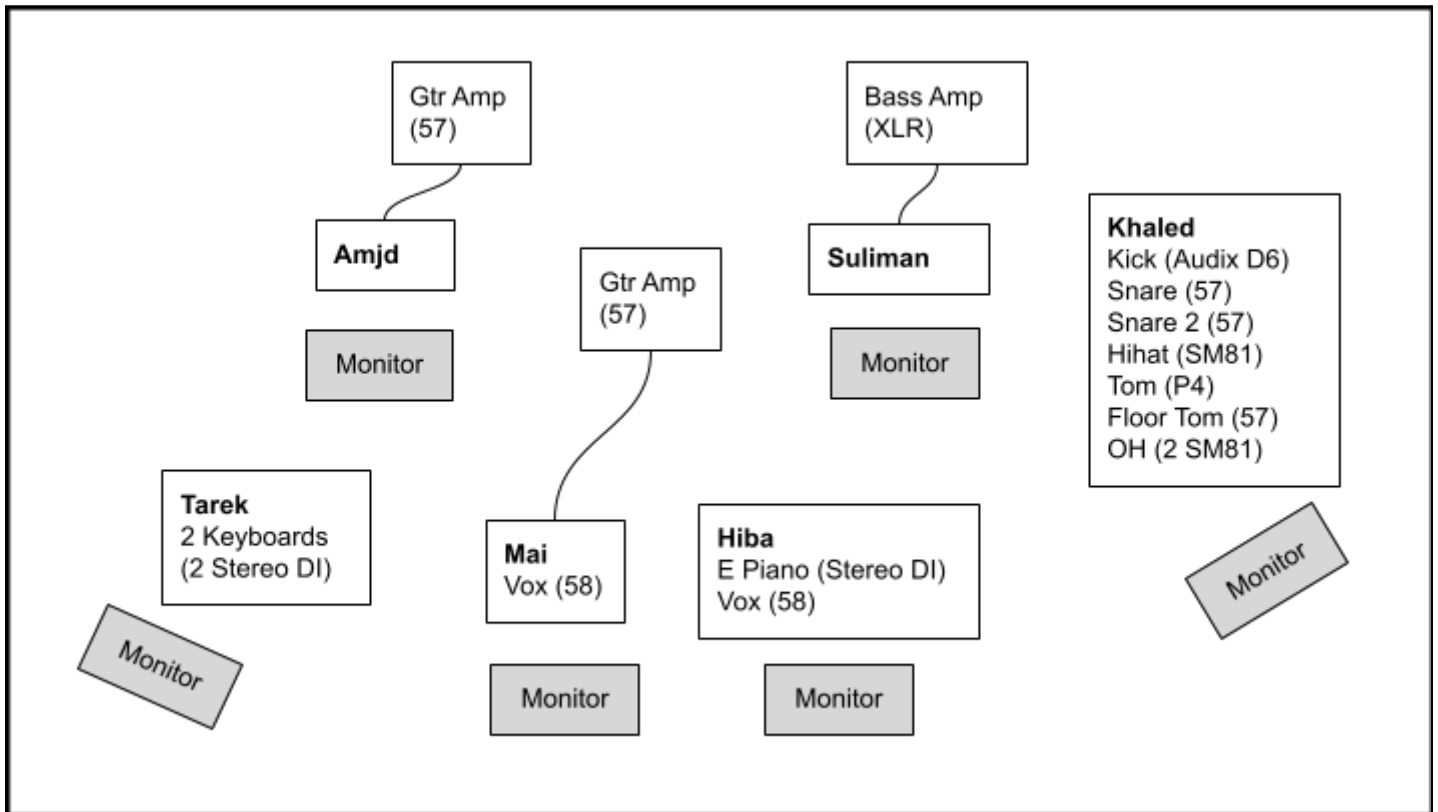 Gtr Amp
(57)
Bass Amp
(XLR)
Amjd
Gtr Amp
(57)
Suliman
Khaled
Kick (Audix D6)
Snare (57)
Snare 2 (57)
Hihat (SM81)
Tom (P4)
Floor Tom (57)
OH (2 SM81)
Monitor
Monitor
Tarek
2 Keyboards
(2 Stereo DI)
Mai
Vox (58)
Hiba
E Piano (Stereo DI)
Vox (58)
Monitor
Monitor
Monitor
Monitor